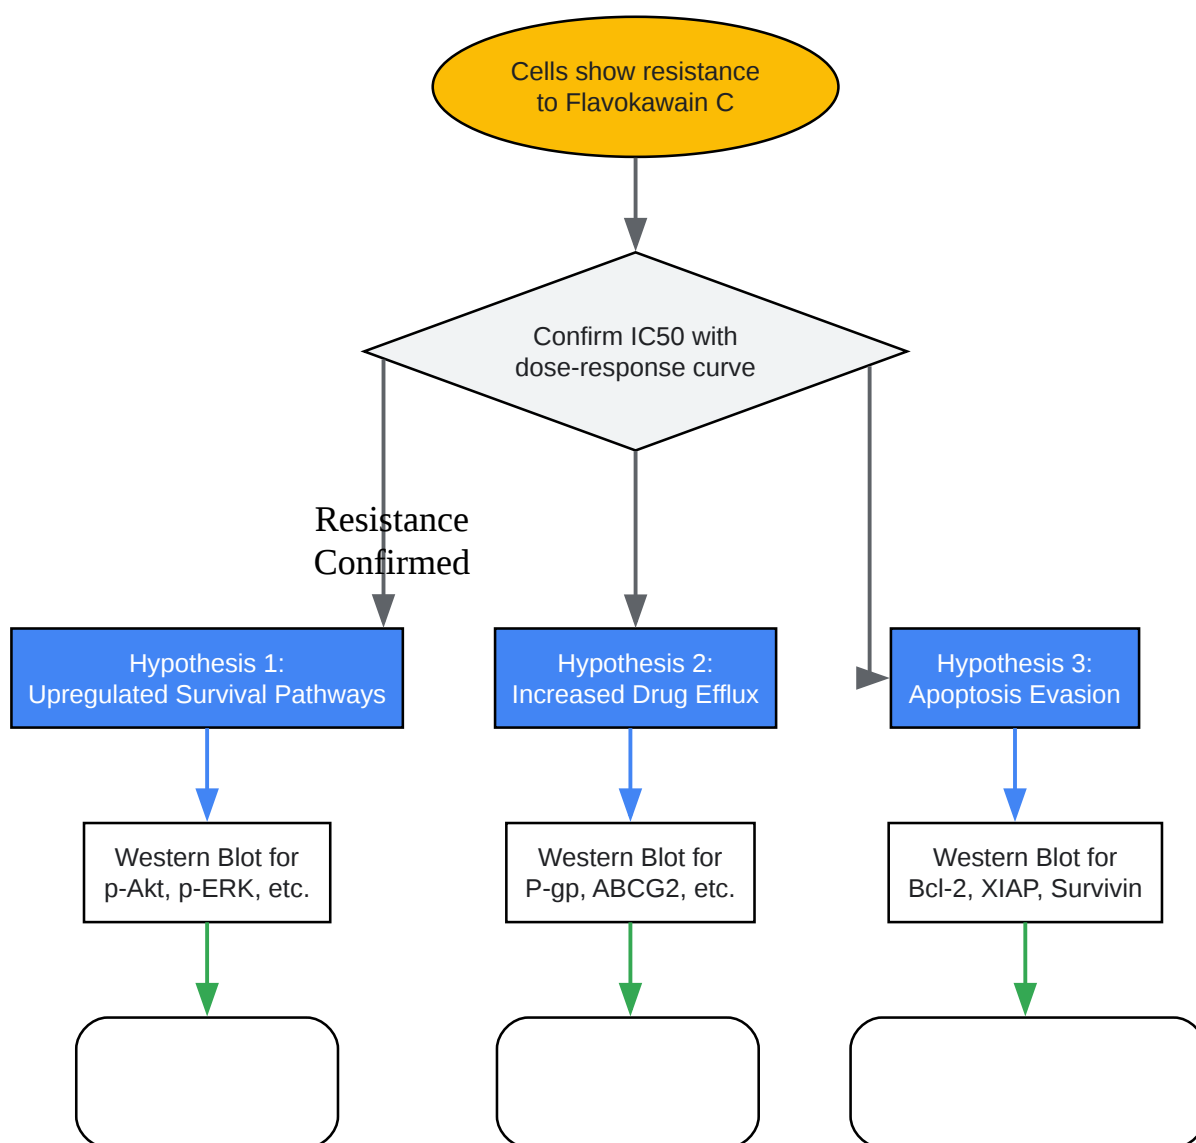 Cells show resistance
to Flavokawain C
Confirm IC50 with
dose-response curve
Resistance
Confirmed
Hypothesis 1:
Upregulated Survival Pathways
Hypothesis 2:
Increased Drug Efflux
Hypothesis 3:
Apoptosis Evasion
Western Blot for
p-Akt, p-ERK, etc.
Western Blot for
P-gp, ABCG2, etc.
Western Blot for
Bcl-2, XIAP, Survivin